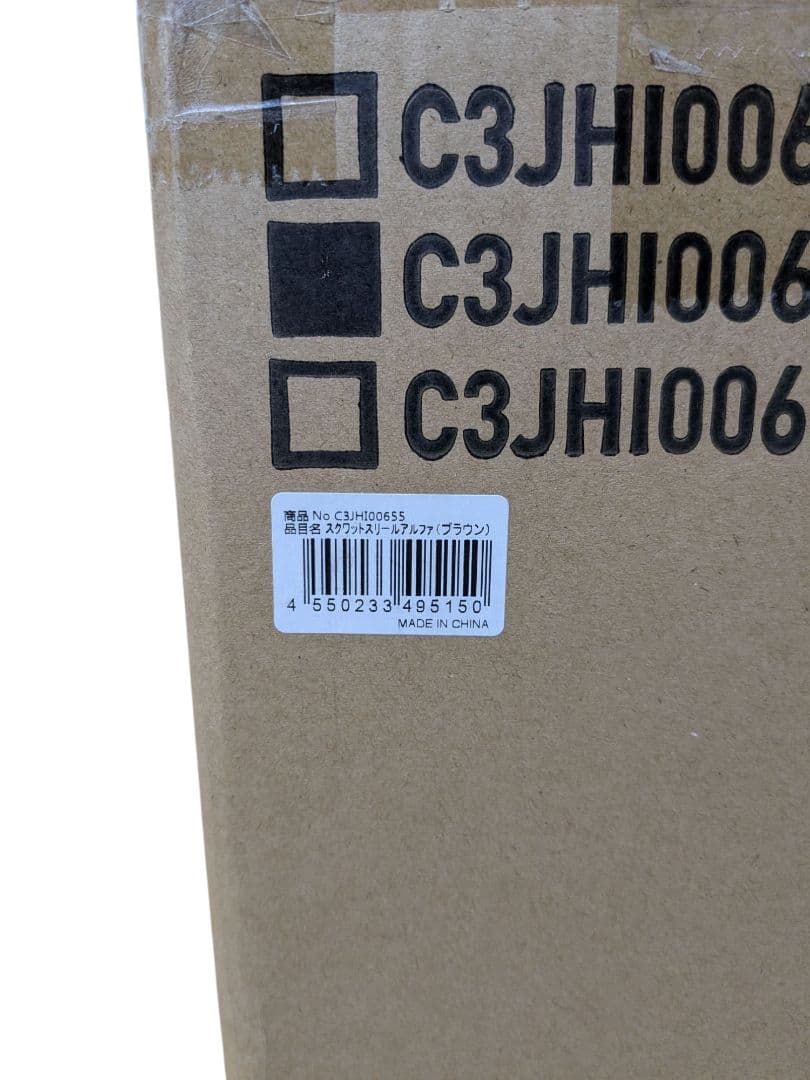 C3JHI006
C3JHI006
C3JHI006
商品 No C3JHI00655
品目名 スクワットスリールアルファ(ブラウン)
4 550233 495150
MADE IN CHINA